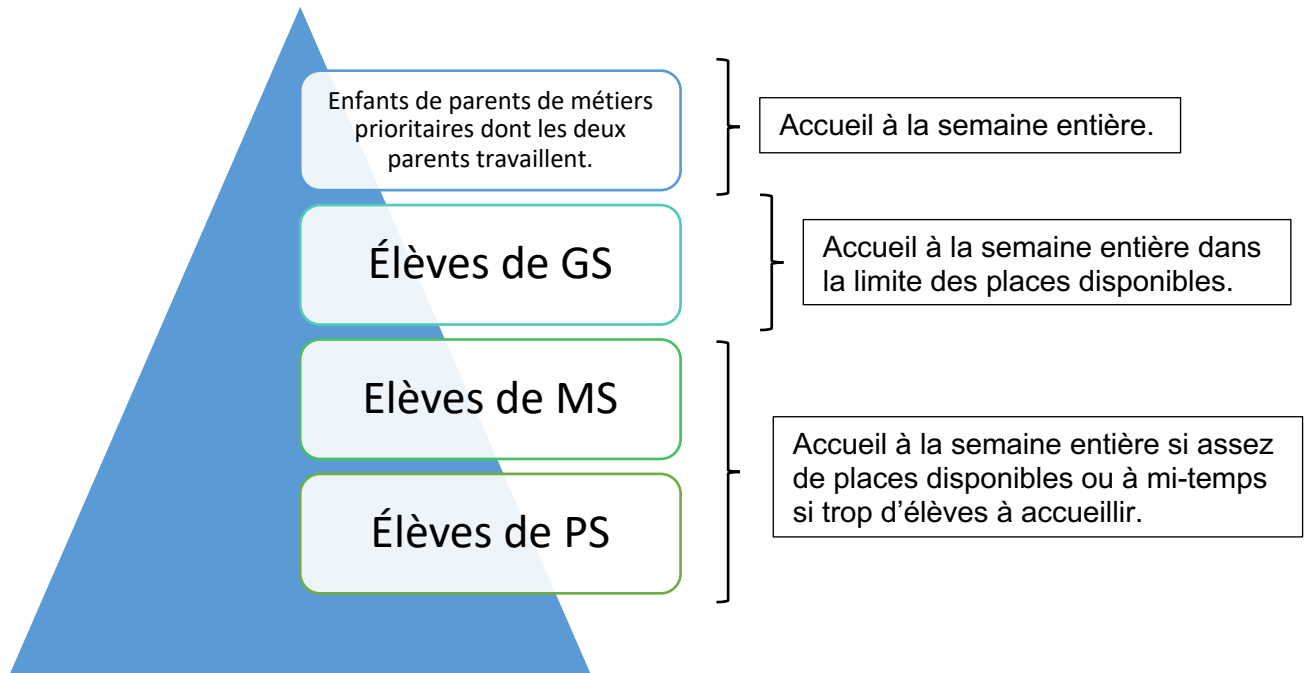 Enfants de parents de métiers
prioritaires dont les deux
parents travaillent.
Accueil à la semaine entière.
Élèves de GS
Accueil à la semaine entière dans
la limite des places disponibles.
Elèves de MS
Élèves de PS
Accueil à la semaine entière si assez
de places disponibles ou à mi-temps
si trop d’élèves à accueillir.